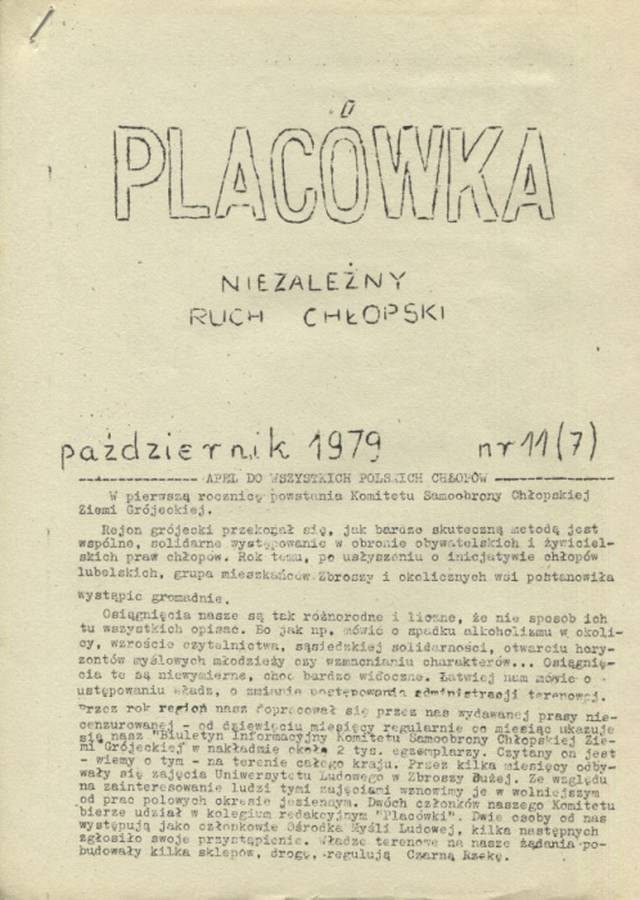 PLACÓWKA
NIEZALEŻNY
RUCH CHŁOPSKI
październik 1979 nr 11(7)
APEL DO WSZYSTKICH POLSKICH CHŁOPÓW
W pierwszą rocznicę powstania Komitetu Samoobrony Chłopskiej
Ziemi Grójeckiej.
Rejon grójecki przekonał się, jak bardzo skuteczną metodą jest
wspólne, solidarne występowanie w obronie obywatelskich i żywiciel-
skich praw chłopów. Rok temu, po usłyszeniu o inicjatywie chłopów
lubelskich, grupa mieszkańców Zbroszy i okolicznych wsi pobtanowiła
wystąpic gromadnie.
Osiągnięcia nasze są tak różnorodne i liczne, że nie sposób ich
tu wszystkich opisać. Bo jak np. mówić o spadku alkoholizmu w okoli-
cy, wzroście czytelnictwa, sąsiedzkiej solidarności, otwarciu hory-
zontów myślowych młodzieży czy wzmacnianiu charakterów... Osiągnię-
cia te są niewymierne, choć bardzo widoczne. Łatwiej nam mówic o
ustępowaniu władz, o zmianie postępowania administracji terenowej.
Przez rok region nasz dopracował się przez nas wydawanej prasy nie-
cenzurowanej - od dziewięciu miesięcy regularnie co miesiąc ukazuje
się nasz "Biuletyn Informacyjny Komitetu Samoobrony Chłopskiej Zie-
mi Grójeckiej" w nakładzie około 2 tys. egzemplarzy. Czytany on jest
- wiemy o tym - na terenie całego kraju. Przez kilka miesięcy odby-
wały się zajęcia Uniwersytetu Ludowego w Zbroszy Dużej. Ze względu
na zainteresowanie ludzi tymi zajęciami wznowimy je w wolniejszym
od prac polowych okresie jesiennym. Dwóch członków naszego Komitetu
bierze udział w kolegium redakcyjnym "Placówki". Dwie osoby od nas
występują jako członkowie Ośrodka Myśli Ludowej, kilka następnych
zgłosiło swoje przystąpienie. Władze terenowe na nasze żądania po-
budowały kilka sklepów, drogę, regulują Czarną Rzekę.